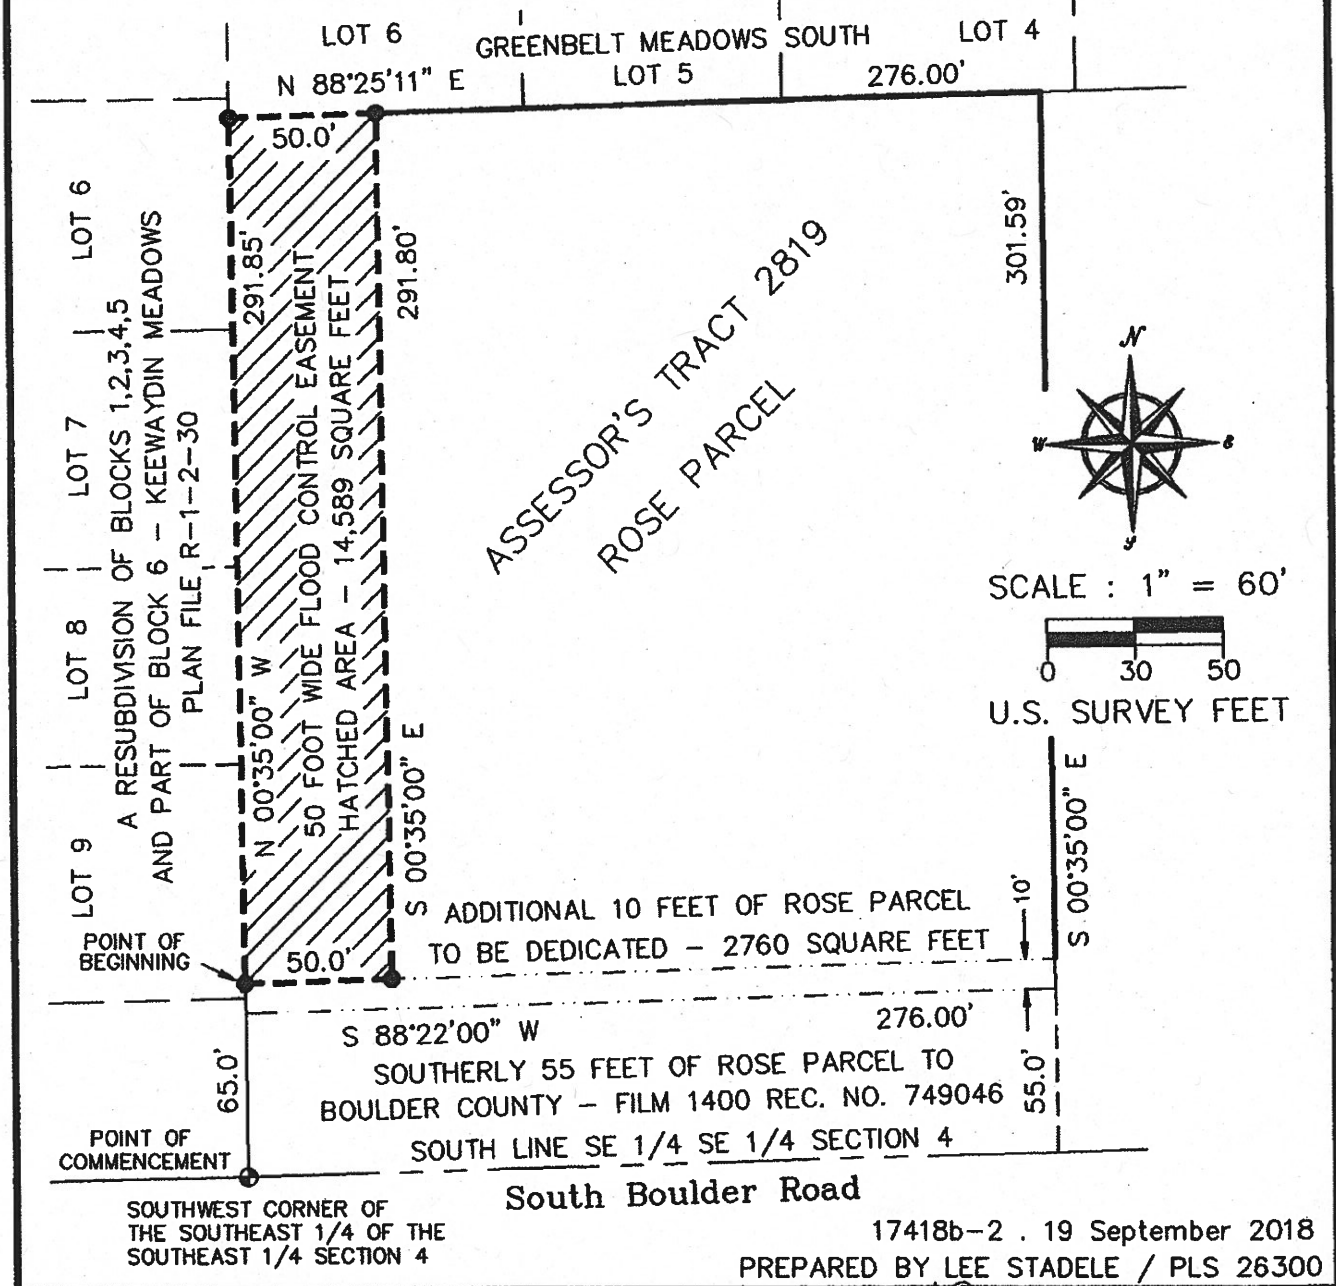 LOT 6
GREENBELT MEADOWS SOUTH
LOT 4
N 88°25'11" E
LOT 5
276.00'
50.0'
LOT 6
LOT 7
LOT 8
LOT 9
A RESUBDIVISION OF BLOCKS 1,2,3,4,5
AND PART OF BLOCK 6 – KEEWAYDIN MEADOWS
PLAN FILE R-1-2-30
291.85'
N 00°35'00" W
50 FOOT WIDE FLOOD CONTROL EASEMENT
HATCHED AREA – 14,589 SQUARE FEET
291.80'
S 00°35'00" E
ASSESSOR'S TRACT 2819
ROSE PARCEL
301.59'
N
W
E
S
SCALE : 1" = 60'
0 30 50
U.S. SURVEY FEET
S 00°35'00" E
10'
ADDITIONAL 10 FEET OF ROSE PARCEL
TO BE DEDICATED – 2760 SQUARE FEET
POINT OF
BEGINNING
50.0'
276.00'
S 88°22'00" W
SOUTHERLY 55 FEET OF ROSE PARCEL TO
BOULDER COUNTY – FILM 1400 REC. NO. 749046
55.0'
65.0'
SOUTH LINE SE 1/4 SE 1/4 SECTION 4
POINT OF
COMMENCEMENT
South Boulder Road
SOUTHWEST CORNER OF
THE SOUTHEAST 1/4 OF THE
SOUTHEAST 1/4 SECTION 4
17418b-2 . 19 September 2018
PREPARED BY LEE STADELE / PLS 26300